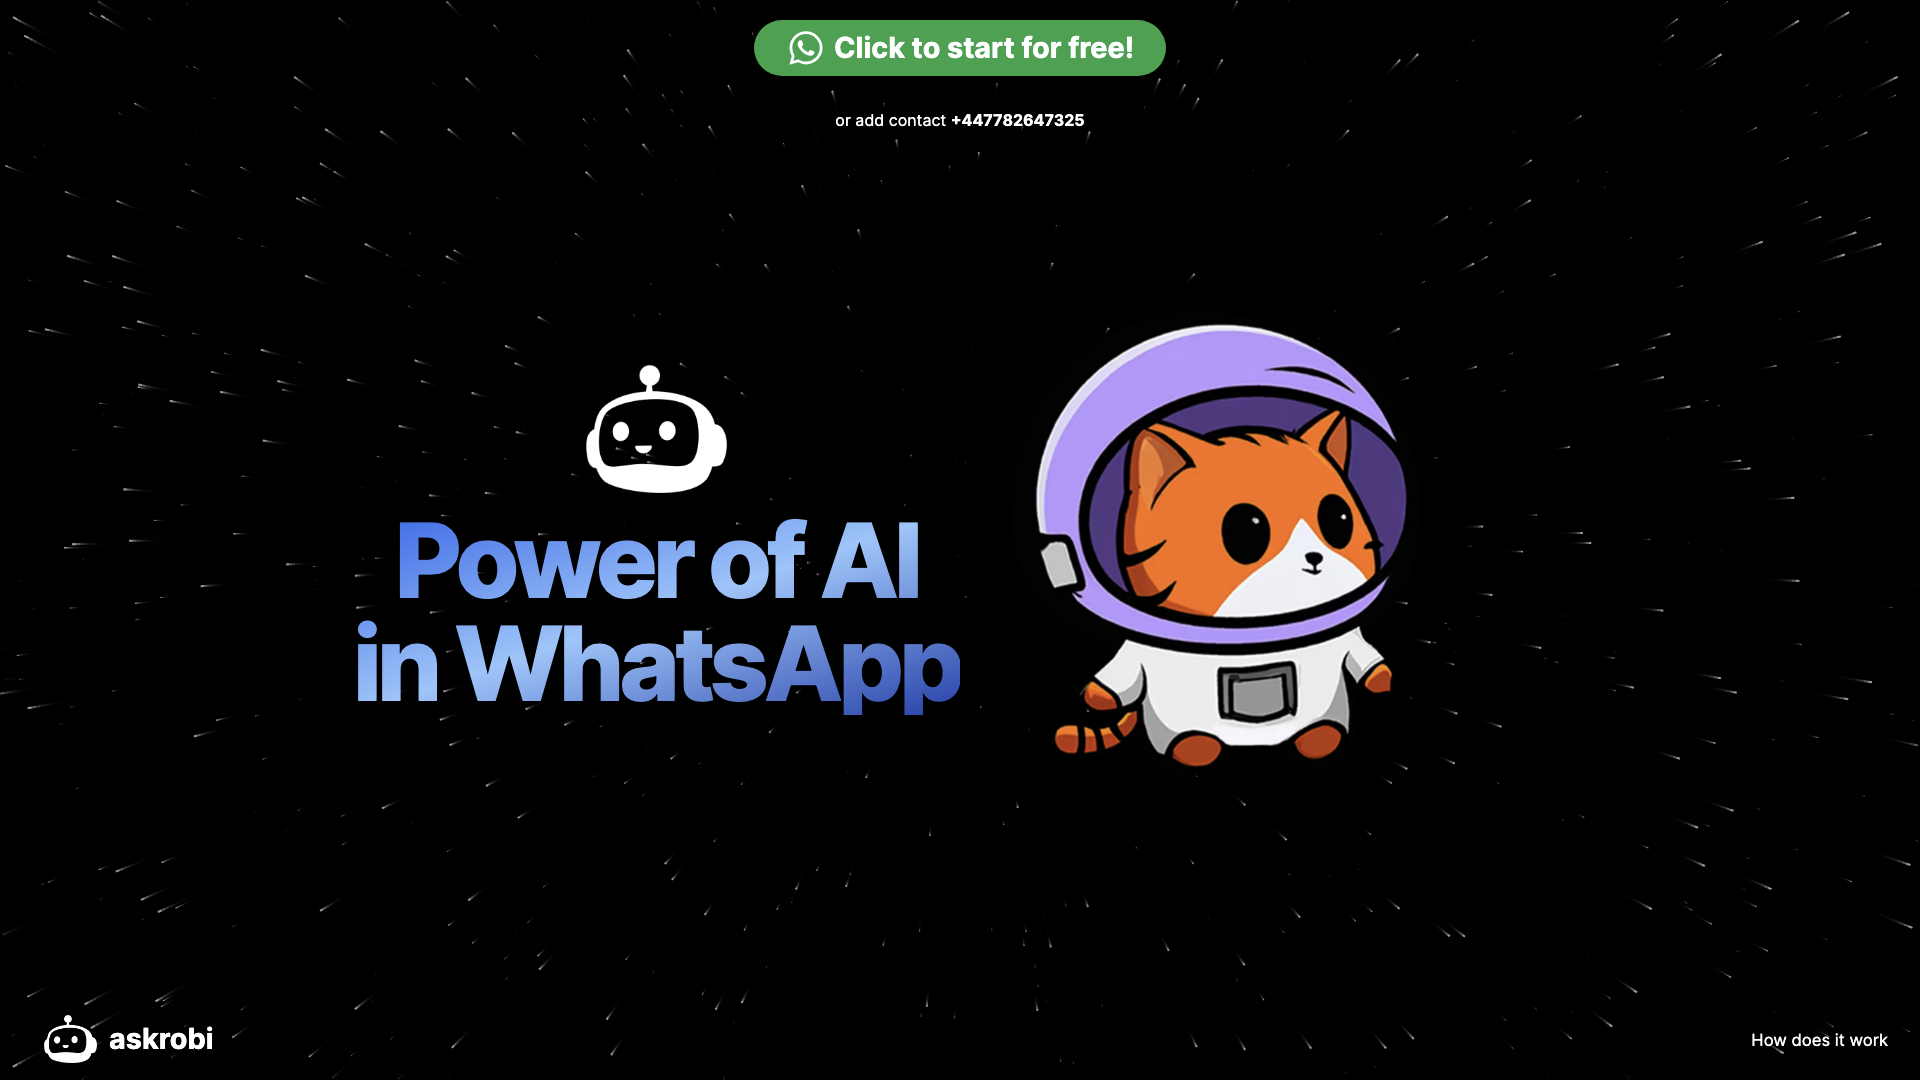 Click to start for free!
or add contact +447782647325
Power of AI
in WhatsApp
askrobi
How does it work